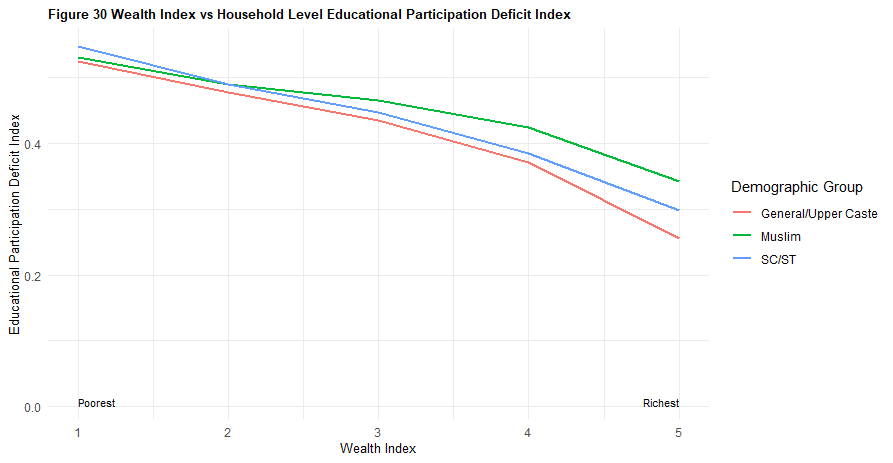 Figure 30 Wealth Index vs Household Level Educational Participation Deficit Index
Educational Participation Deficit Index
0.4
0.2
0.0
Poorest
Richest
1
2
3
4
5
Wealth Index
Demographic Group
General/Upper Caste
Muslim
SC/ST